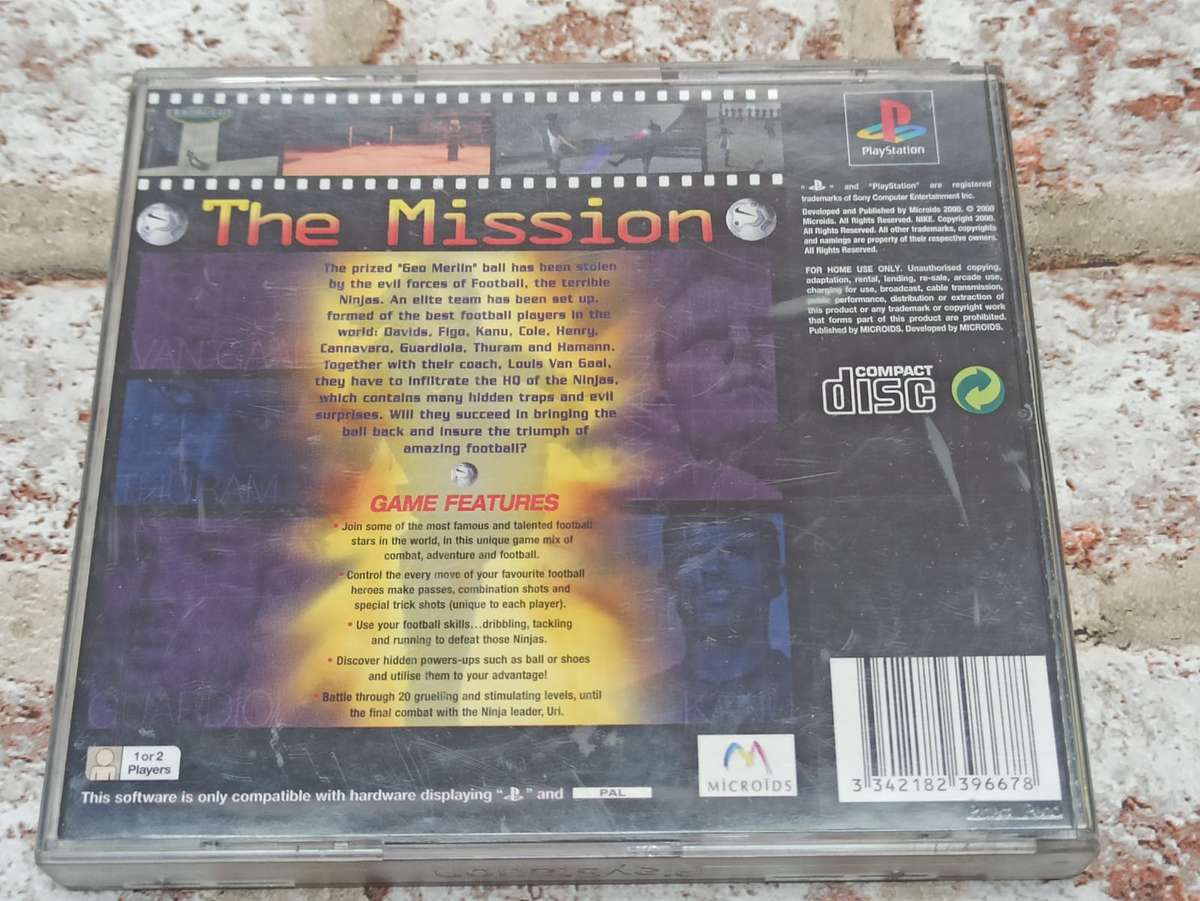 PlayStation
" " and "PlayStation" are registered
trademarks of Sony Computer Entertainment Inc.
Developed and Published by Microids 2000. © 2000
Microids. All Rights Reserved. NIKE. Copyright 2000.
All Rights Reserved. All other trademarks, copyrights
and namings are property of their respective owners.
All Rights Reserved.
FOR HOME USE ONLY. Unauthorised copying,
adaptation, rental, lending, re-sale, arcade use,
charging for use, broadcast, cable transmission,
public performance, distribution or extraction of
this product or any trademark or copyright work
that forms part of this product are prohibited.
Published by MICROIDS. Developed by MICROIDS.
The Mission
The prized "Geo Merlin" ball has been stolen
by the evil forces of Football, the terrible
Ninjas. An elite team has been set up,
formed of the best football players in the
world: Davids, Figo, Kanu, Cole, Henry,
Cannavaro, Guardiola, Thuram and Hamann.
Together with their coach, Louis Van Gaal,
they have to infiltrate the HQ of the Ninjas,
which contains many hidden traps and evil
surprises. Will they succeed in bringing the
ball back and insure the triumph of
amazing football?
VAN GAAL
THURAM
GUARDIOL
KANU
GAME FEATURES
• Join some of the most famous and talented football
stars in the world, in this unique game mix of
combat, adventure and football.
• Control the every move of your favourite football
heroes make passes, combination shots and
special trick shots (unique to each player).
• Use your football skills...dribbling, tackling
and running to defeat those Ninjas.
• Discover hidden powers-ups such as ball or shoes
and utilise them to your advantage!
• Battle through 20 gruelling and stimulating levels, until
the final combat with the Ninja leader, Uri.
COMPACT
disc
1 or 2
Players
This software is only compatible with hardware displaying " " and PAL
MICROÏDS
3 342182 396678